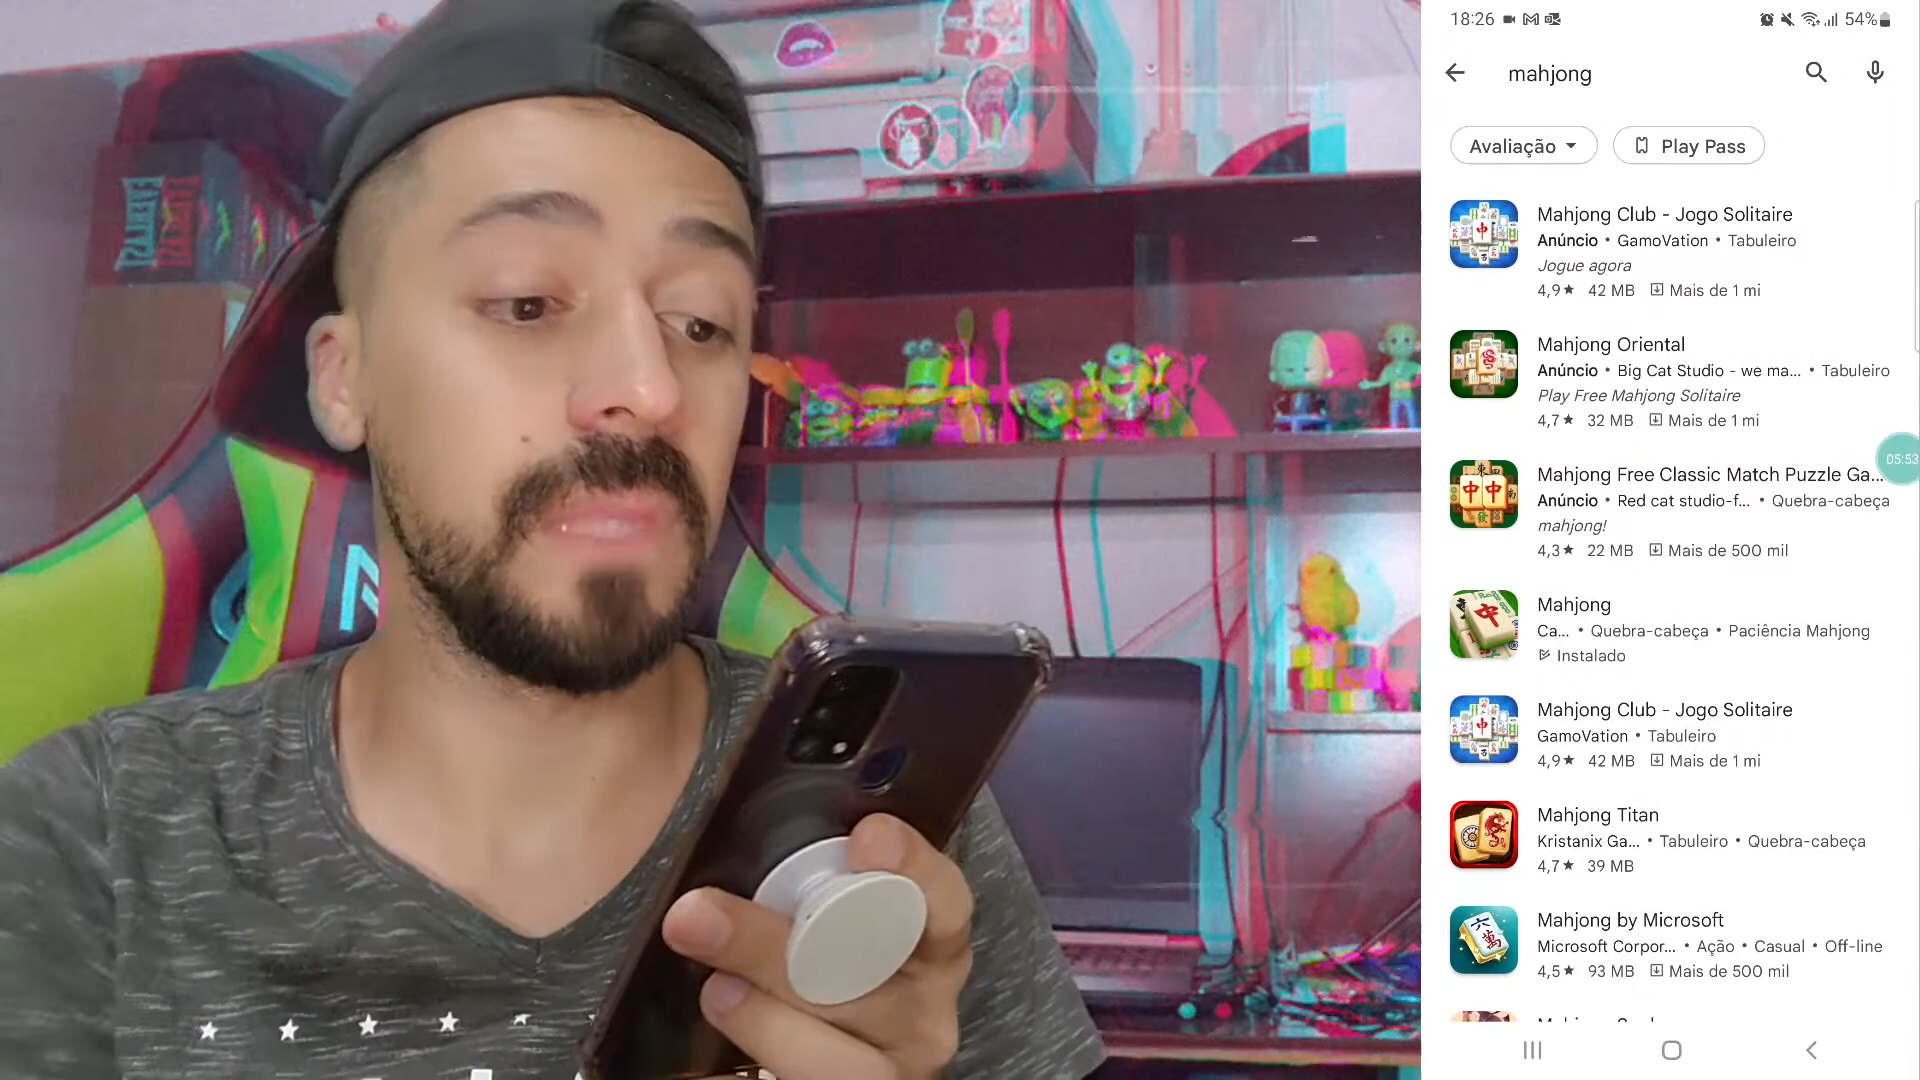 18:26
54%
mahjong
Avaliação
Play Pass
Mahjong Club - Jogo Solitaire
Anúncio • GamoVation • Tabuleiro
Jogue agora
4,9★ 42 MB Mais de 1 mi
Mahjong Oriental
Anúncio • Big Cat Studio - we ma... • Tabuleiro
Play Free Mahjong Solitaire
4,7★ 32 MB Mais de 1 mi
Mahjong Free Classic Match Puzzle Ga...
Anúncio • Red cat studio-f... • Quebra-cabeça
mahjong!
4,3★ 22 MB Mais de 500 mil
05:53
Mahjong
Ca... • Quebra-cabeça • Paciência Mahjong
Instalado
Mahjong Club - Jogo Solitaire
GamoVation • Tabuleiro
4,9★ 42 MB Mais de 1 mi
Mahjong Titan
Kristanix Ga... • Tabuleiro • Quebra-cabeça
4,7★ 39 MB
Mahjong by Microsoft
Microsoft Corpor... • Ação • Casual • Off-line
4,5★ 93 MB Mais de 500 mil